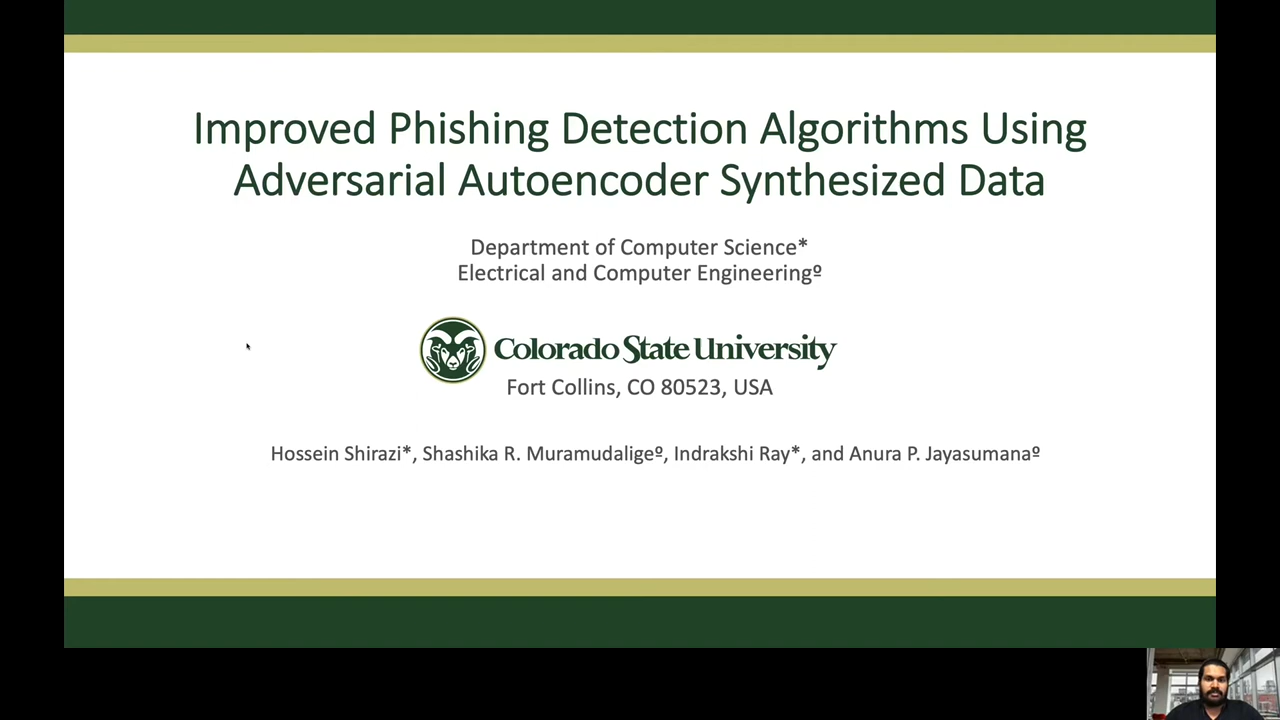 Improved Phishing Detection Algorithms Using
Adversarial Autoencoder Synthesized Data
Department of Computer Science*
Electrical and Computer Engineeringº
Colorado State University
Fort Collins, CO 80523, USA
Hossein Shirazi*, Shashika R. Muramudaligeº, Indrakshi Ray*, and Anura P. Jayasumanaº